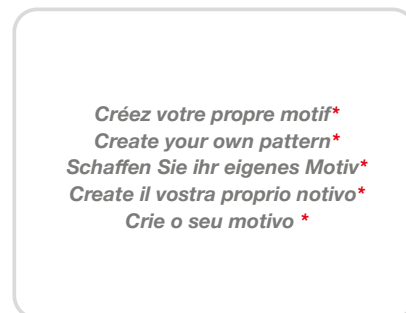 Créez votre propre motif*
Create your own pattern*
Schaffen Sie ihr eigenes Motiv*
Create il vostra proprio notivo*
Crie o seu motivo *